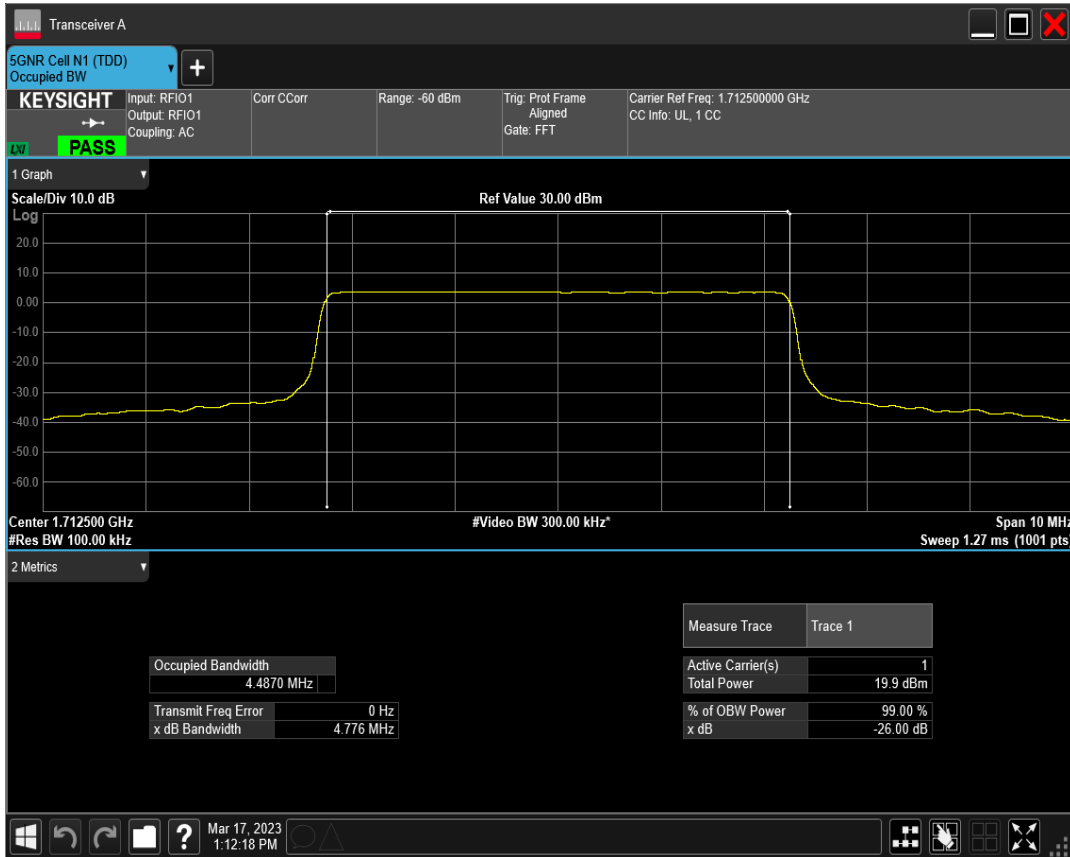 Transceiver A
5GNR Cell N1 (TDD)
Occupied BW
+
KEYSIGHT
LXI
PASS
Input: RFIO1
Output: RFIO1
Coupling: AC
Corr CCorr
Range: -60 dBm
Trig: Prot Frame
Aligned
Gate: FFT
Carrier Ref Freq: 1.712500000 GHz
CC Info: UL, 1 CC
1 Graph
Scale/Div 10.0 dB
Ref Value 30.00 dBm
Log
20.0
10.0
0.00
-10.0
-20.0
-30.0
-40.0
-50.0
-60.0
Center 1.712500 GHz
#Video BW 300.00 kHz*
Span 10 MHz
#Res BW 100.00 kHz
Sweep 1.27 ms (1001 pts)
2 Metrics
Measure Trace Trace 1
Occupied Bandwidth
4.4870 MHz
Active Carrier(s) 1
Total Power 19.9 dBm
Transmit Freq Error 0 Hz
x dB Bandwidth 4.776 MHz
% of OBW Power 99.00 %
x dB -26.00 dB
?
Mar 17, 2023
1:12:18 PM